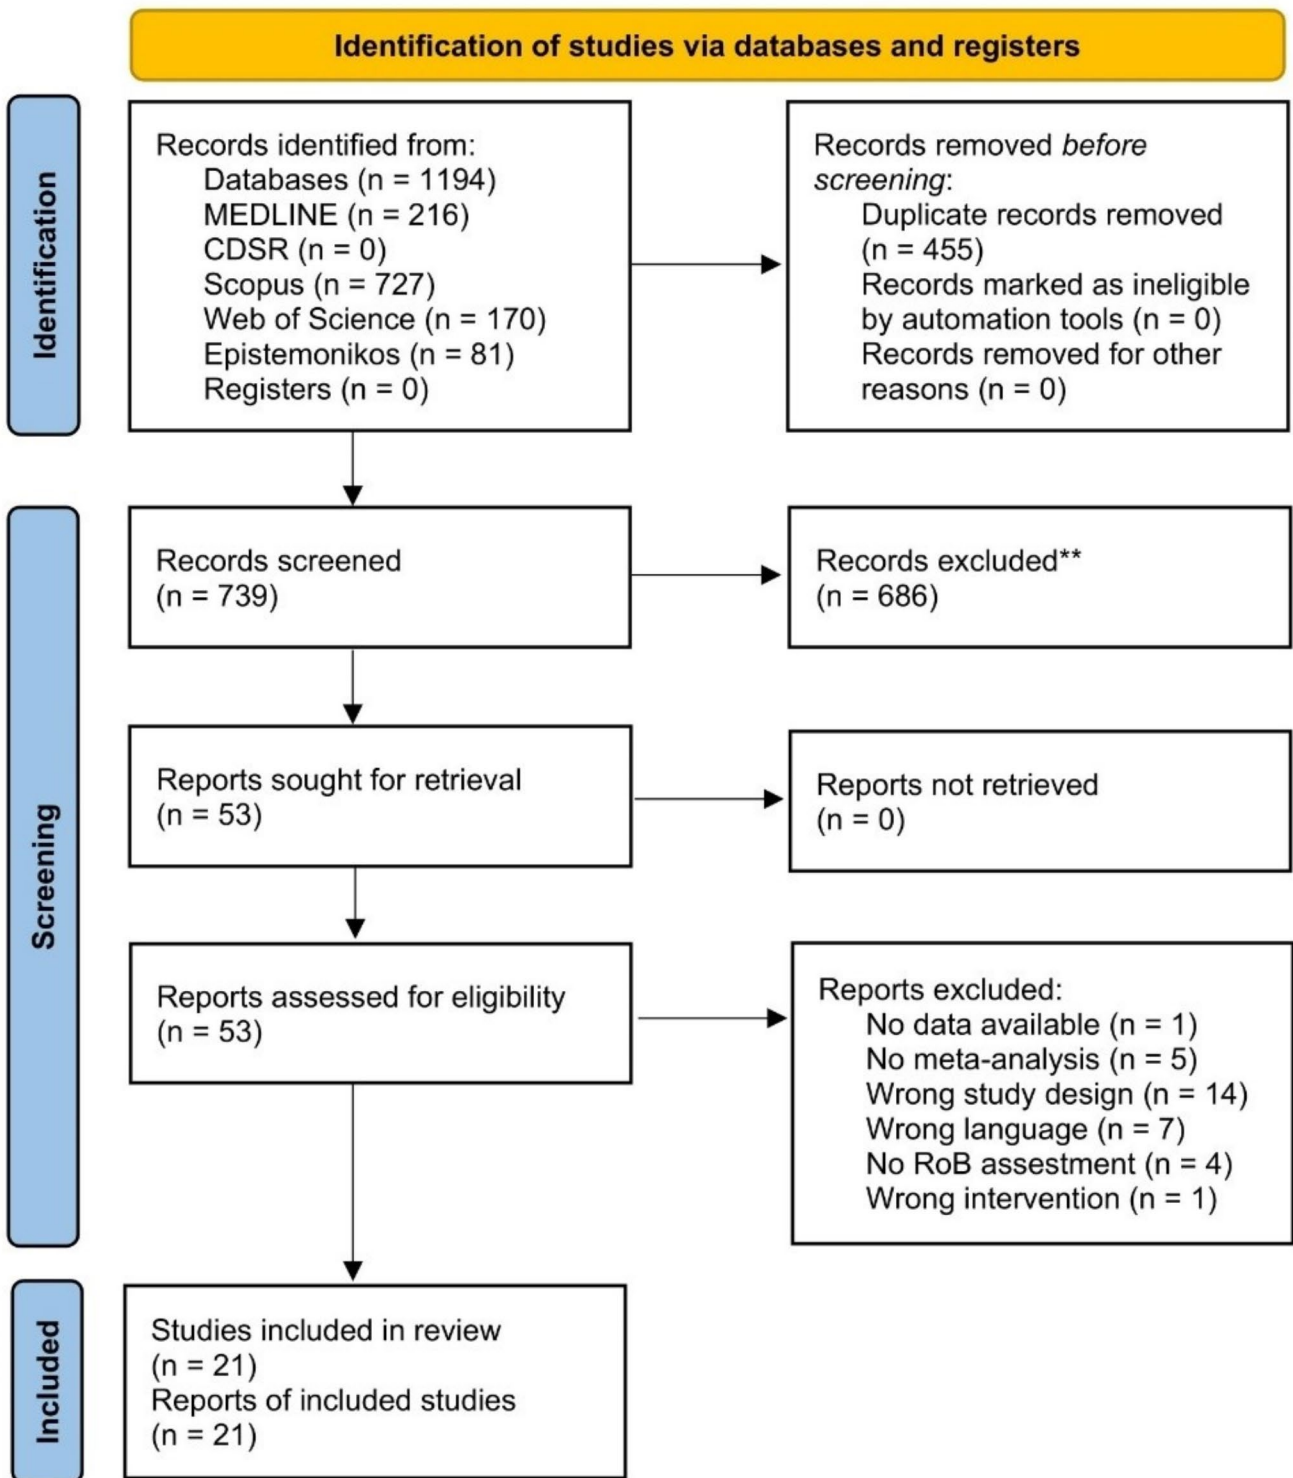 Identification of studies via databases and registers
Identification
Records identified from:
Databases (n = 1194)
MEDLINE (n = 216)
CDSR (n = 0)
Scopus (n = 727)
Web of Science (n = 170)
Epistemonikos (n = 81)
Registers (n = 0)
Records removed before
screening:
Duplicate records removed
(n = 455)
Records marked as ineligible
by automation tools (n = 0)
Records removed for other
reasons (n = 0)
Screening
Records screened
(n = 739)
Records excluded**
(n = 686)
Reports sought for retrieval
(n = 53)
Reports not retrieved
(n = 0)
Reports assessed for eligibility
(n = 53)
Reports excluded:
No data available (n = 1)
No meta-analysis (n = 5)
Wrong study design (n = 14)
Wrong language (n = 7)
No RoB assestment (n = 4)
Wrong intervention (n = 1)
Included
Studies included in review
(n = 21)
Reports of included studies
(n = 21)